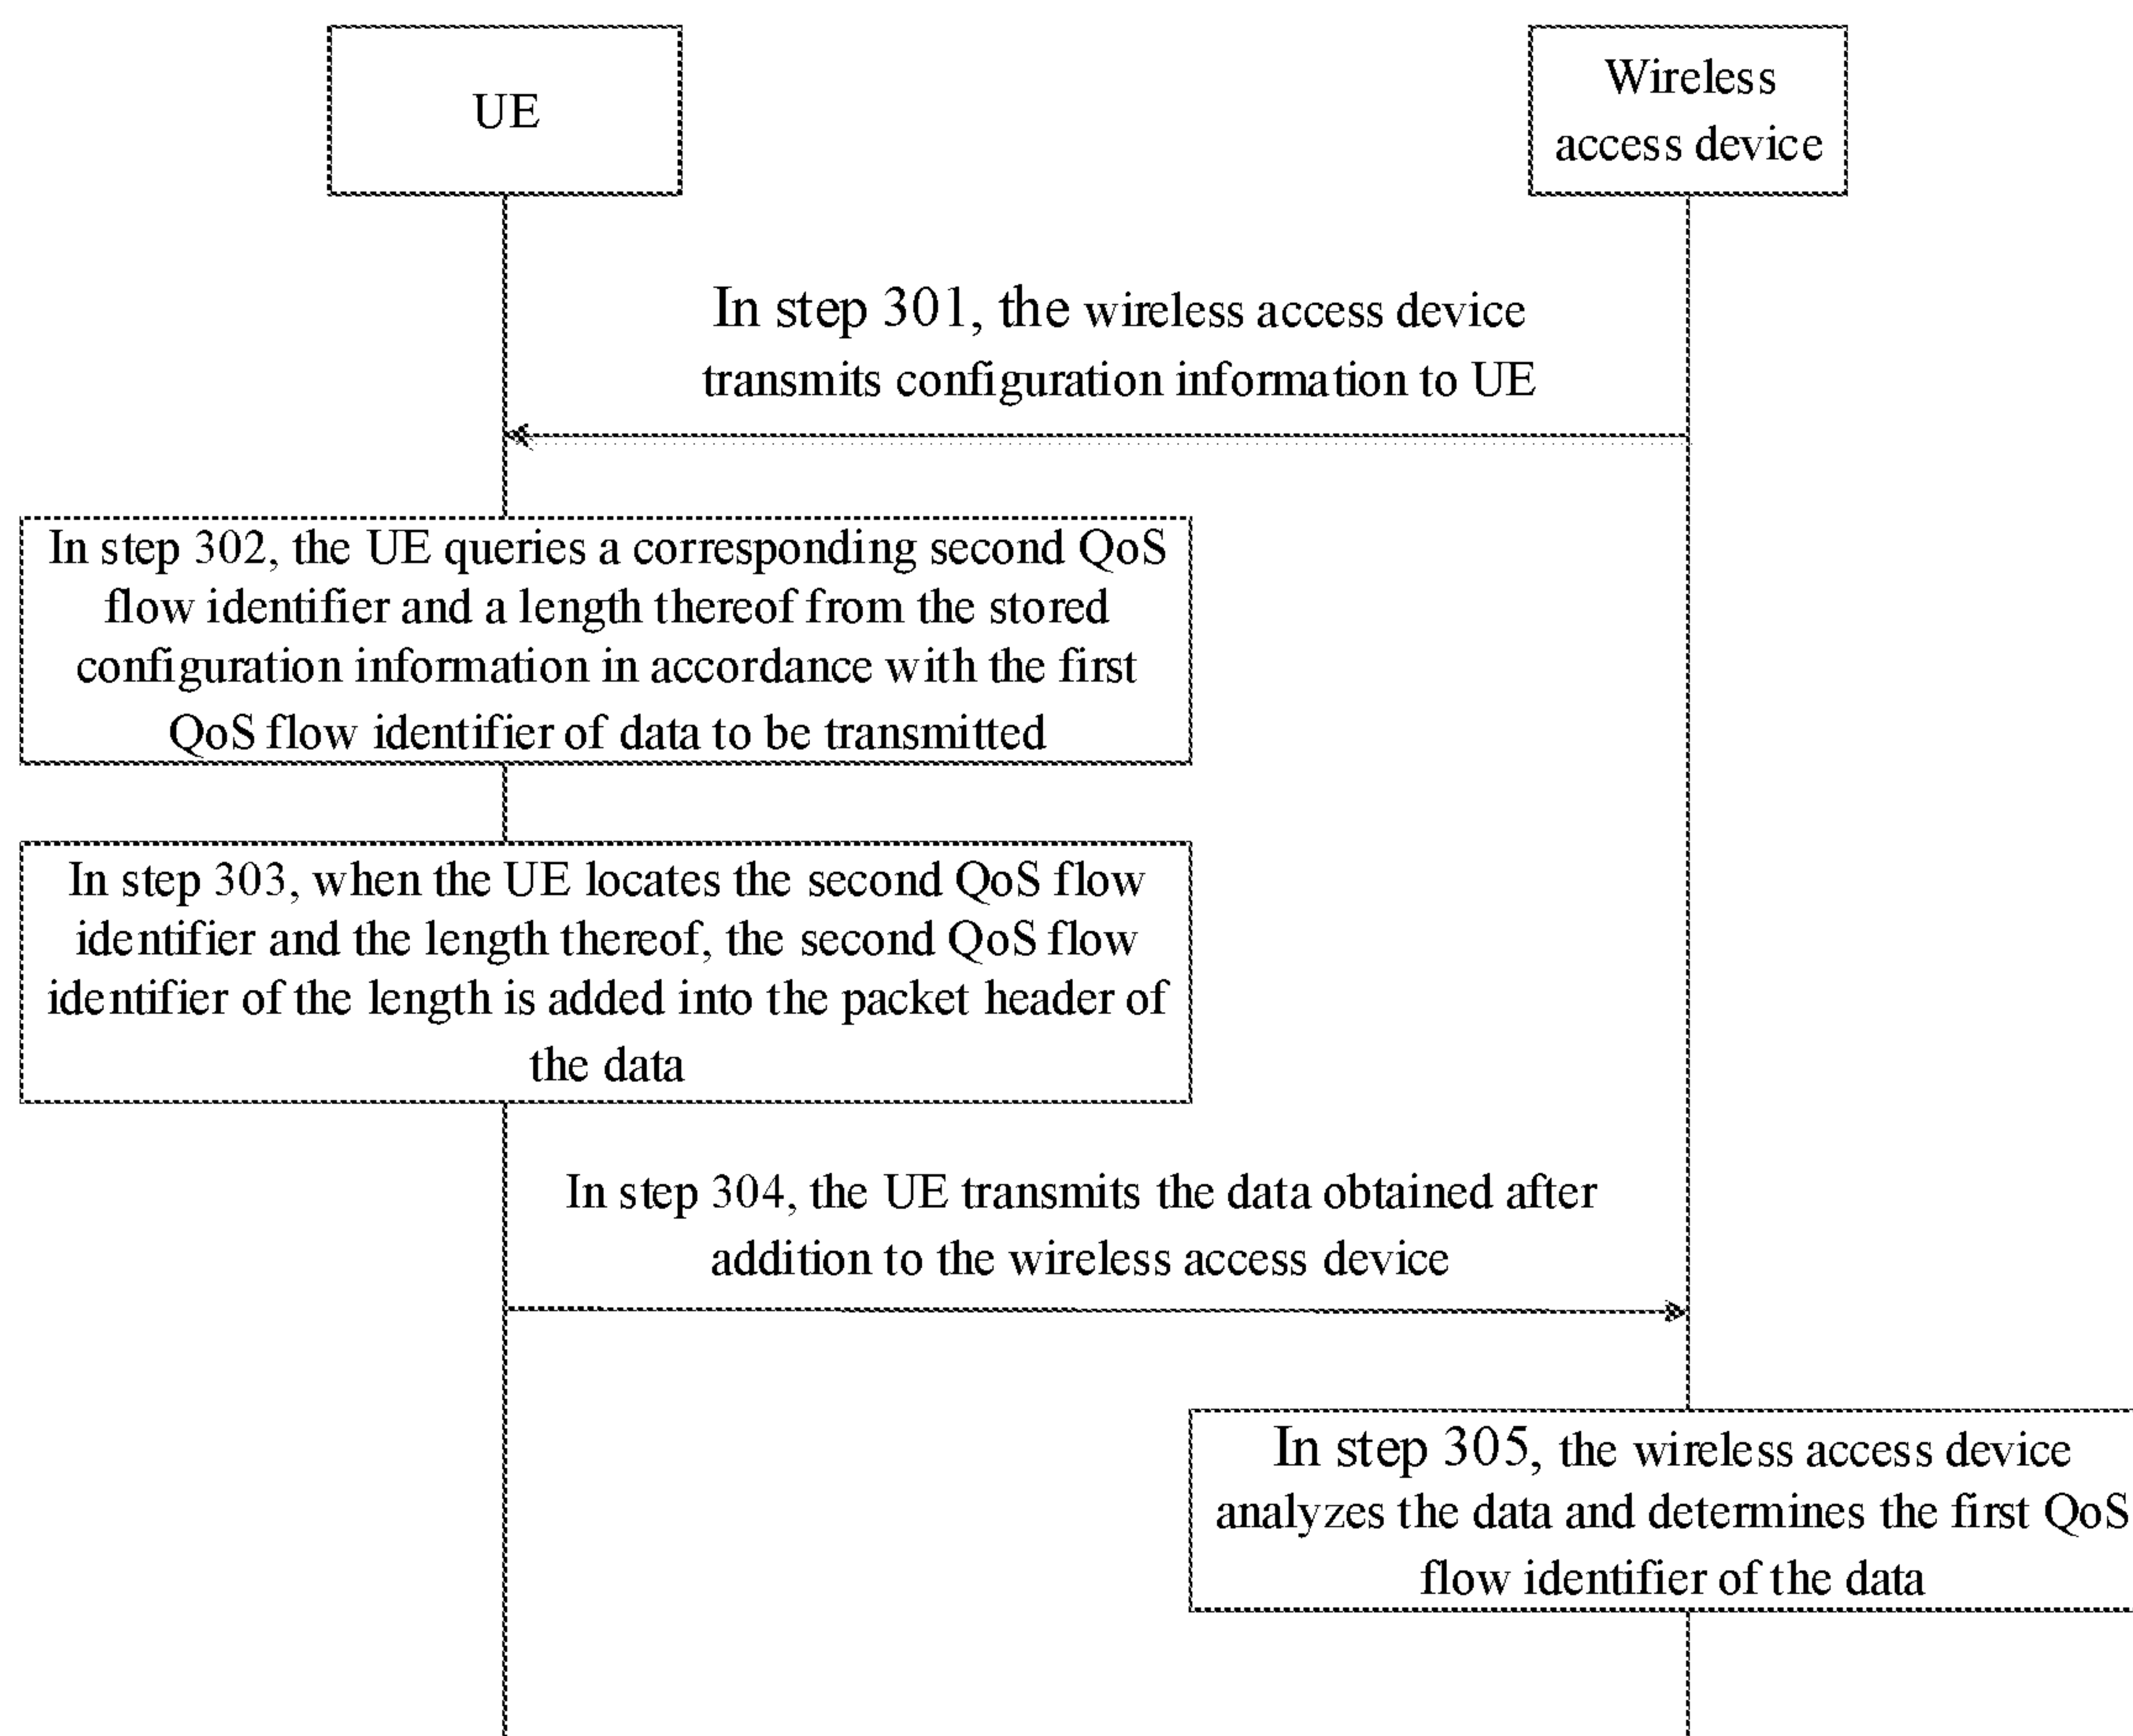 UE
Wireless
access device
In step 301, the wireless access device
transmits configuration information to UE
In step 302, the UE queries a corresponding second QoS
flow identifier and a length thereof from the stored
configuration information in accordance with the first
QoS flow identifier of data to be transmitted
In step 303, when the UE locates the second QoS flow
identifier and the length thereof, the second QoS flow
identifier of the length is added into the packet header of
the data
In step 304, the UE transmits the data obtained after
addition to the wireless access device
In step 305, the wireless access device
analyzes the data and determines the first QoS
flow identifier of the data